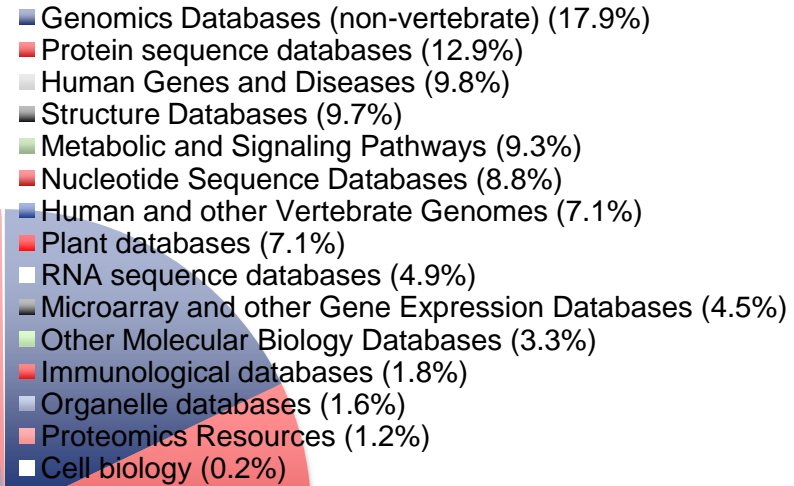 Genomics Databases (non-vertebrate) (17.9%)
Protein sequence databases (12.9%)
Human Genes and Diseases (9.8%)
Structure Databases (9.7%)
Metabolic and Signaling Pathways (9.3%)
Nucleotide Sequence Databases (8.8%)
Human and other Vertebrate Genomes (7.1%)
Plant databases (7.1%)
RNA sequence databases (4.9%)
Microarray and other Gene Expression Databases (4.5%)
Other Molecular Biology Databases (3.3%)
Immunological databases (1.8%)
Organelle databases (1.6%)
Proteomics Resources (1.2%)
Cell biology (0.2%)